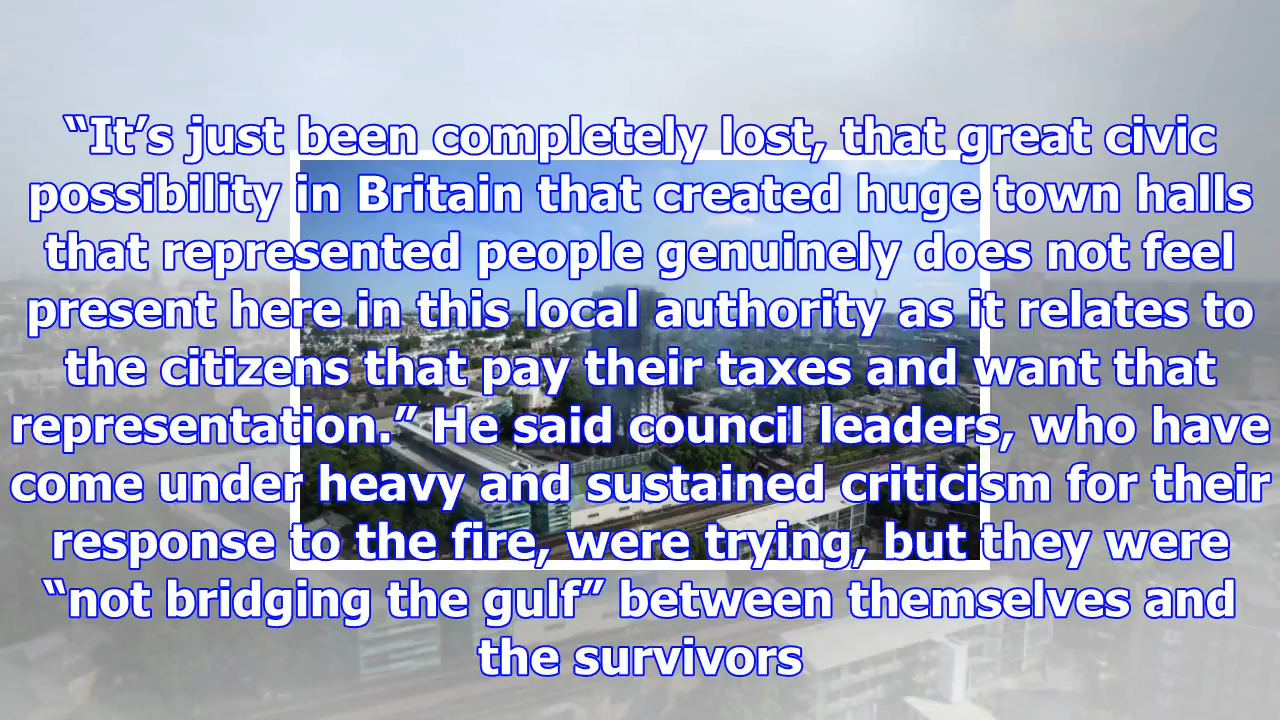 “It’s just been completely lost, that great civic
possibility in Britain that created huge town halls
that represented people genuinely does not feel
present here in this local authority as it relates to
the citizens that pay their taxes and want that
representation.” He said council leaders, who have
come under heavy and sustained criticism for their
response to the fire, were trying, but they were
“not bridging the gulf” between themselves and
the survivors